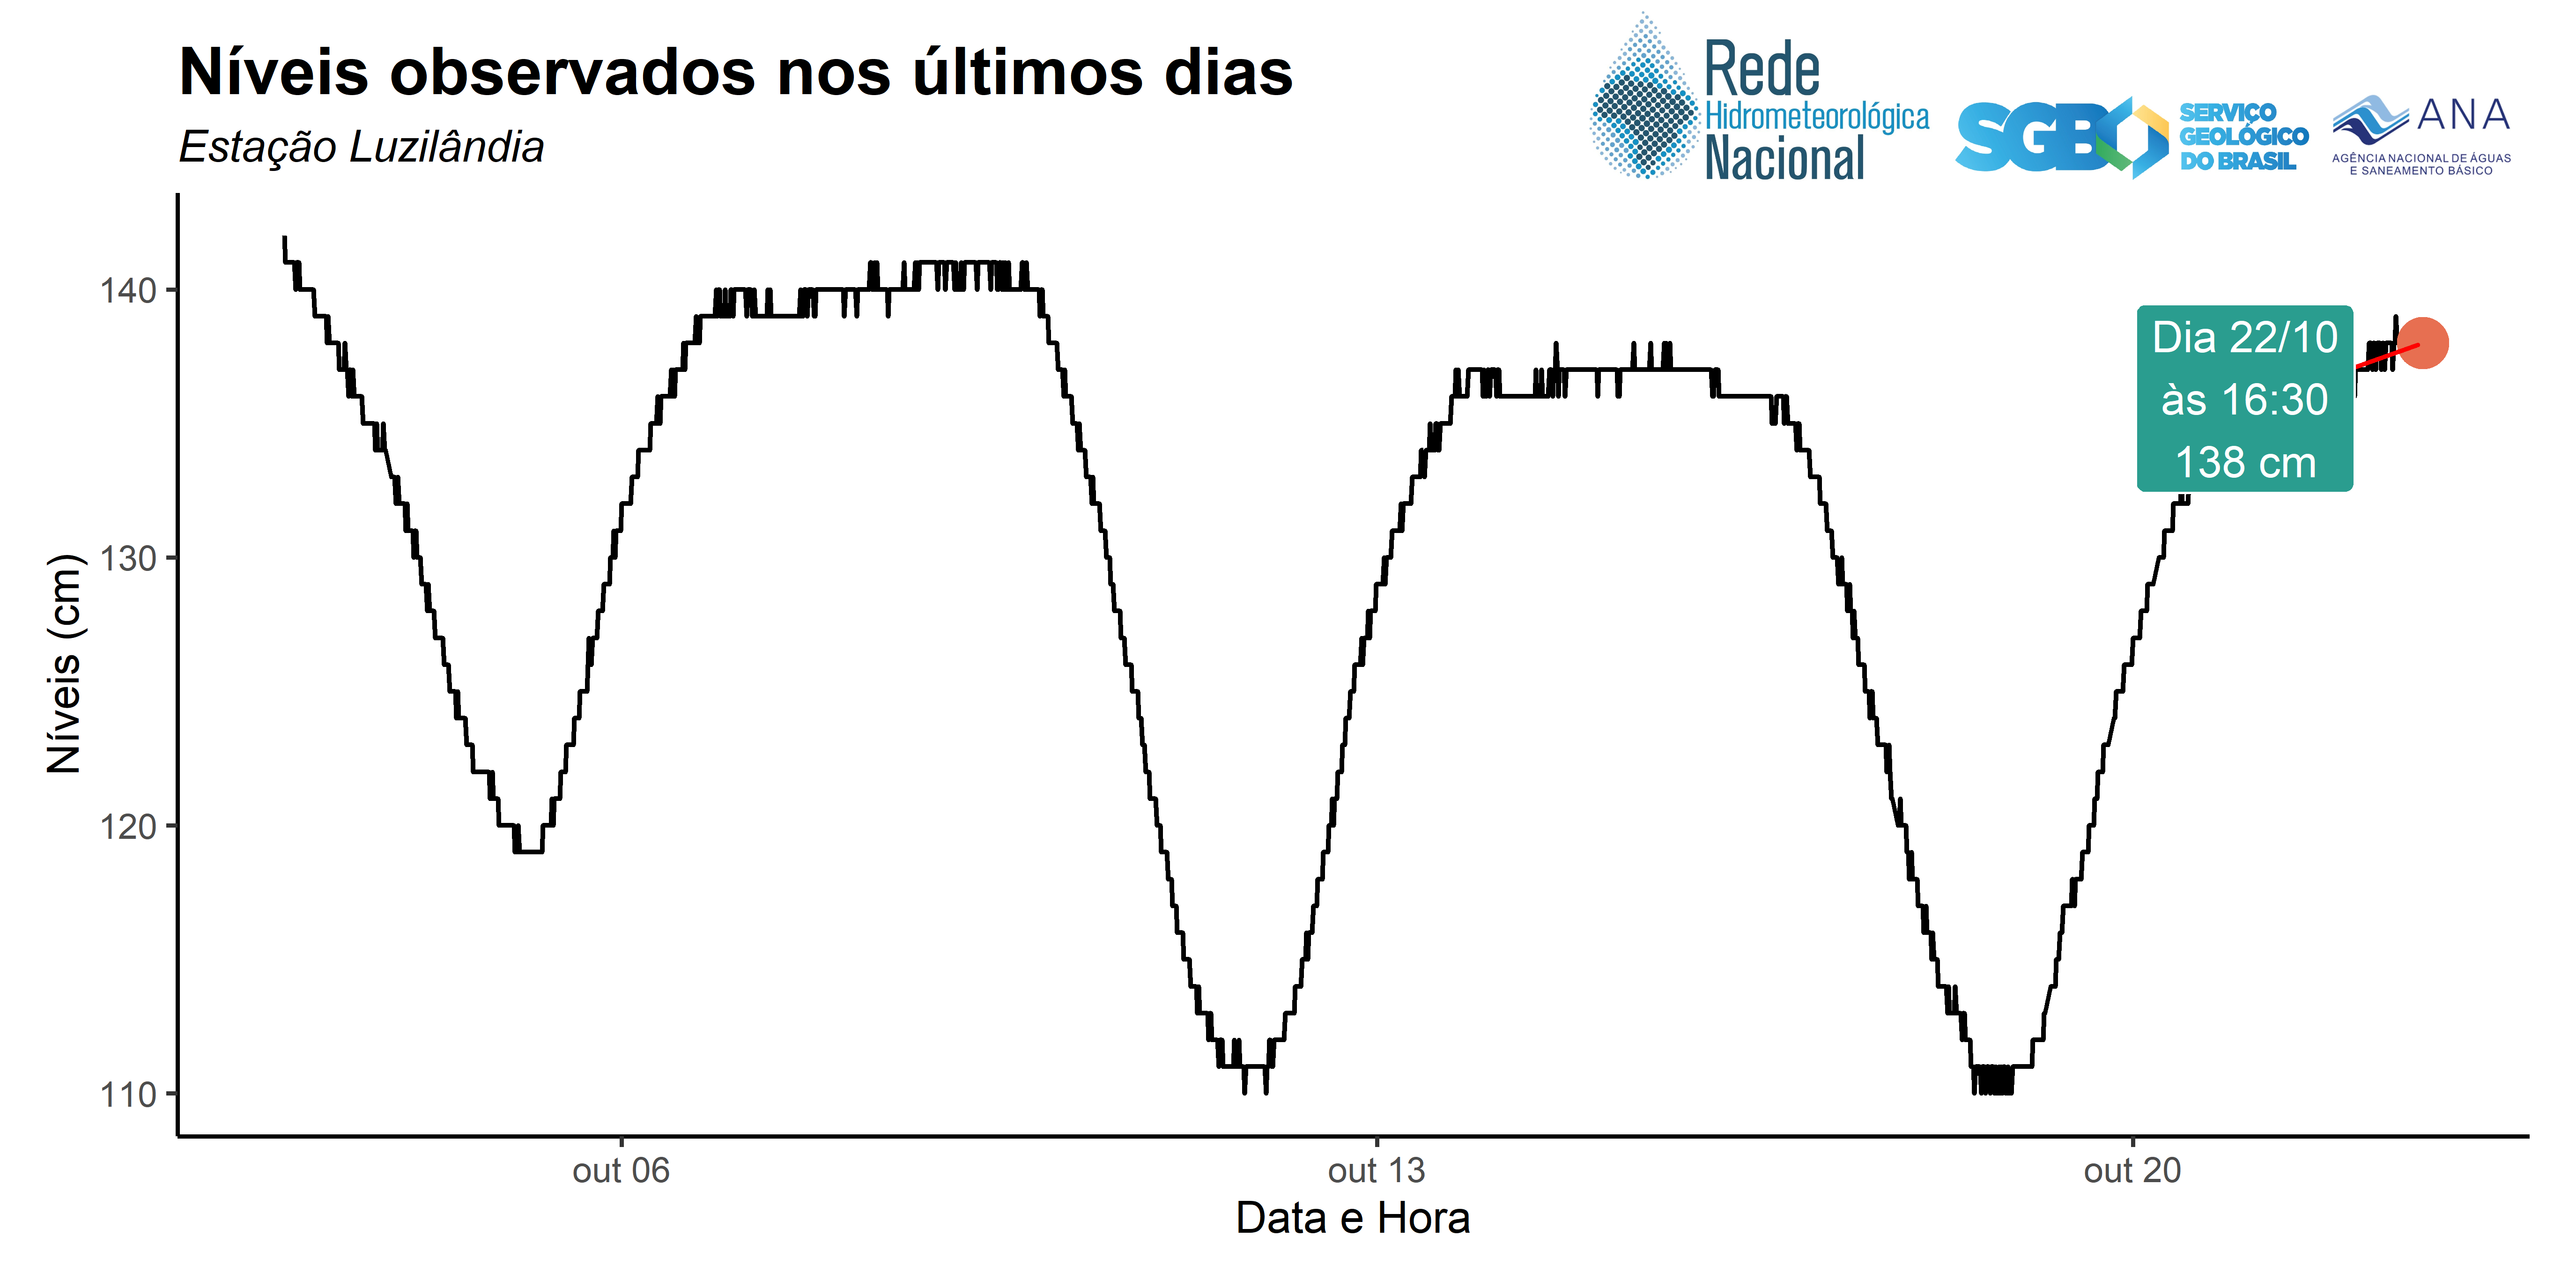 Níveis observados nos últimos dias
Estação Luzilândia
Rede
Hidrometeorológica
Nacional
SGB
SERVIÇO
GEOLÓGICO
DO BRASIL
ANA
AGÊNCIA NACIONAL DE ÁGUAS
E SANEAMENTO BÁSICO
Níveis (cm)
140
130
120
110
Dia 22/10
às 16:30
138 cm
out 06
out 13
out 20
Data e Hora